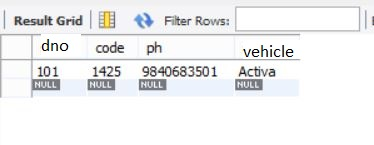 Result Grid Filter Rows:
dno code ph vehicle
101 1425 9840683501 Activa
NULL NULL NULL NULL